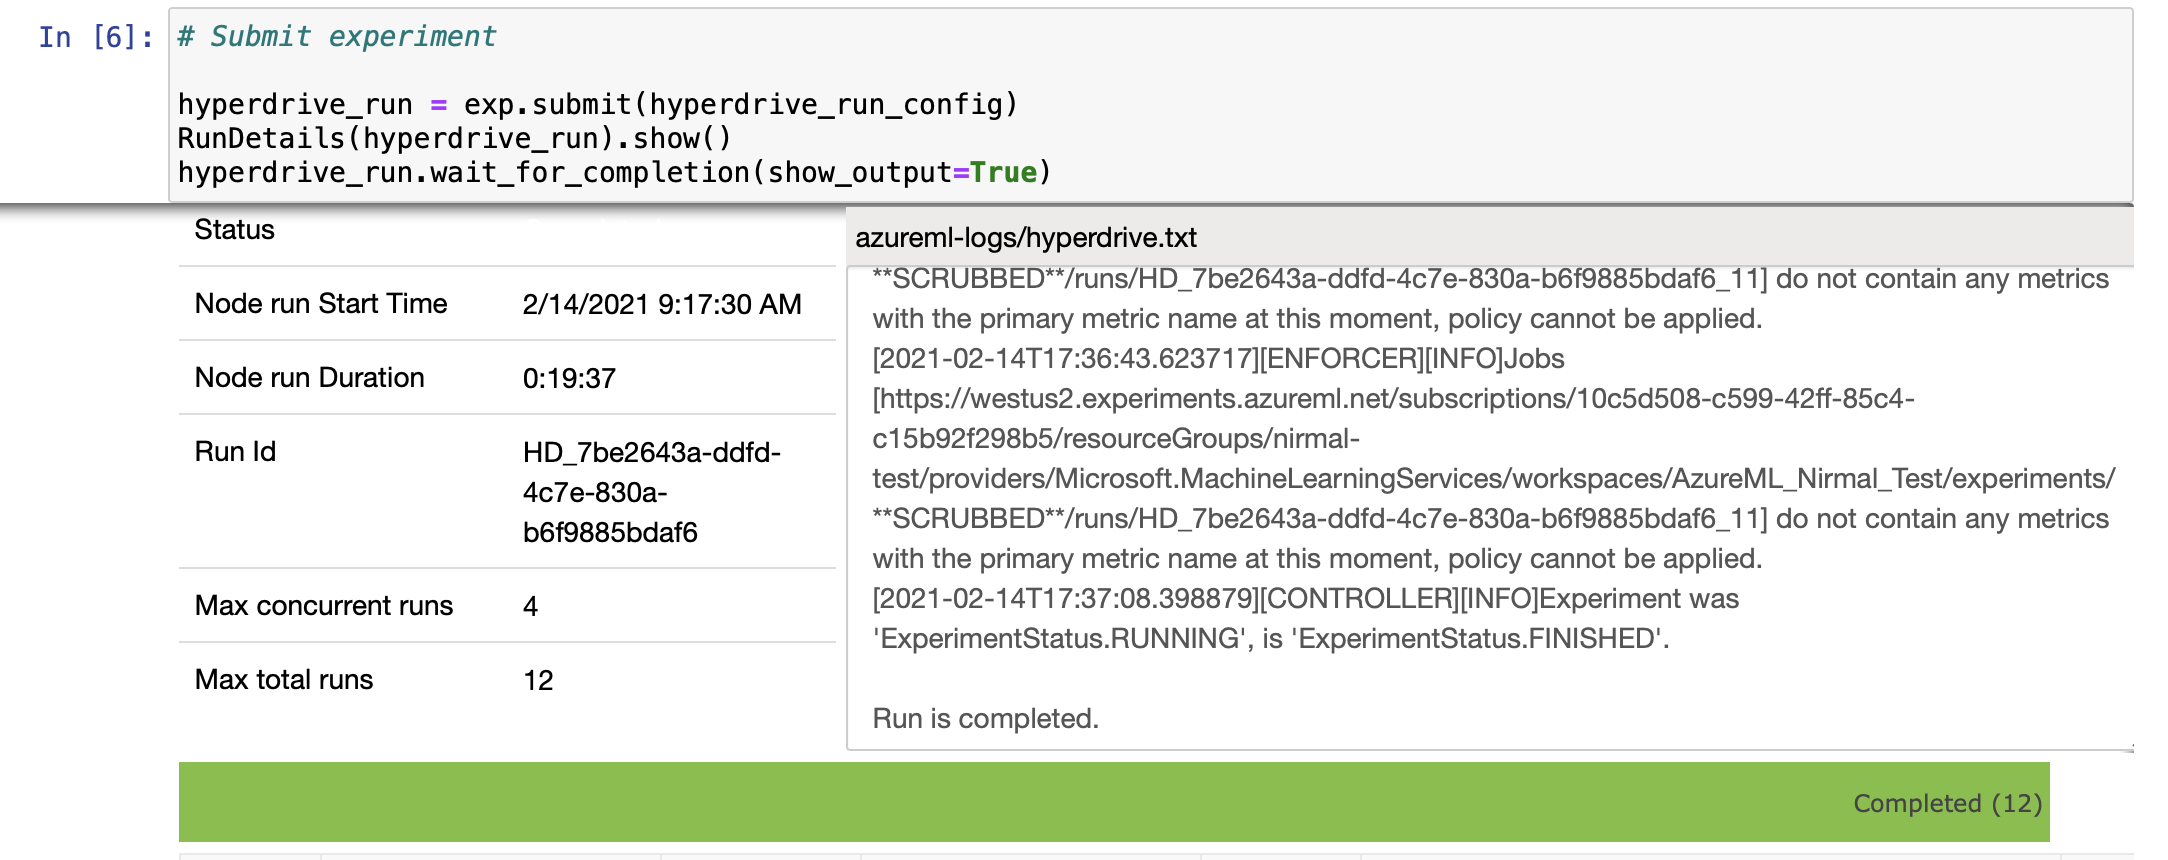 In [6]:
# Submit experiment
hyperdrive_run = exp.submit(hyperdrive_run_config)
RunDetails(hyperdrive_run).show()
hyperdrive_run.wait_for_completion(show_output=True)
Status
Node run Start Time 2/14/2021 9:17:30 AM
Node run Duration 0:19:37
Run Id HD_7be2643a-ddfd-
4c7e-830a-
b6f9885bdaf6
Max concurrent runs 4
Max total runs 12
azureml-logs/hyperdrive.txt
**SCRUBBED**/runs/HD_7be2643a-ddfd-4c7e-830a-b6f9885bdaf6_11] do not contain any metrics
with the primary metric name at this moment, policy cannot be applied.
[2021-02-14T17:36:43.623717][ENFORCER][INFO]Jobs
[https://westus2.experiments.azureml.net/subscriptions/10c5d508-c599-42ff-85c4-
c15b92f298b5/resourceGroups/nirmal-
test/providers/Microsoft.MachineLearningServices/workspaces/AzureML_Nirmal_Test/experiments/
**SCRUBBED**/runs/HD_7be2643a-ddfd-4c7e-830a-b6f9885bdaf6_11] do not contain any metrics
with the primary metric name at this moment, policy cannot be applied.
[2021-02-14T17:37:08.398879][CONTROLLER][INFO]Experiment was
'ExperimentStatus.RUNNING', is 'ExperimentStatus.FINISHED'.
Run is completed.
Completed (12)